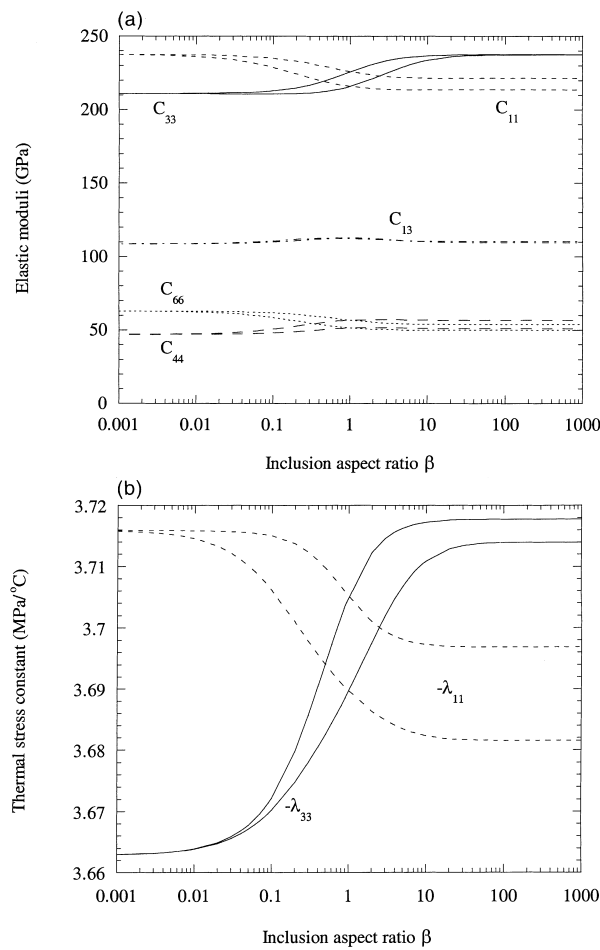 (a)
250
200
150
100
50
0
Elastic moduli (GPa)
C33
C11
C13
C66
C44
0.001 0.01 0.1 1 10 100 1000
Inclusion aspect ratio β
(b)
3.72
3.71
3.7
3.69
3.68
3.67
3.66
Thermal stress constant (MPa/°C)
-λ11
-λ33
0.001 0.01 0.1 1 10 100 1000
Inclusion aspect ratio β